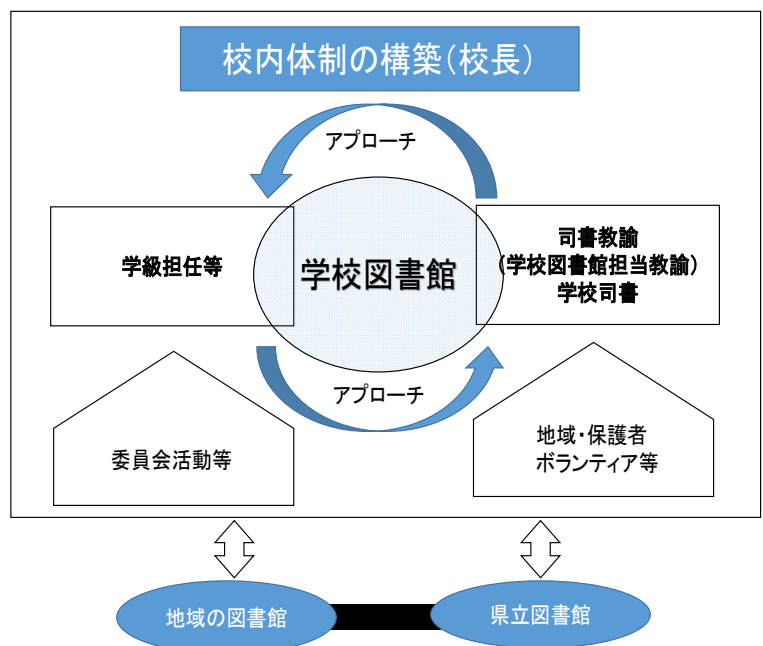 校内体制の構築(校長)
アプローチ
学級担任等
学校図書館
司書教諭
(学校図書館担当教諭)
学校司書
アプローチ
委員会活動等
地域・保護者
ボランティア等
地域の図書館
県立図書館